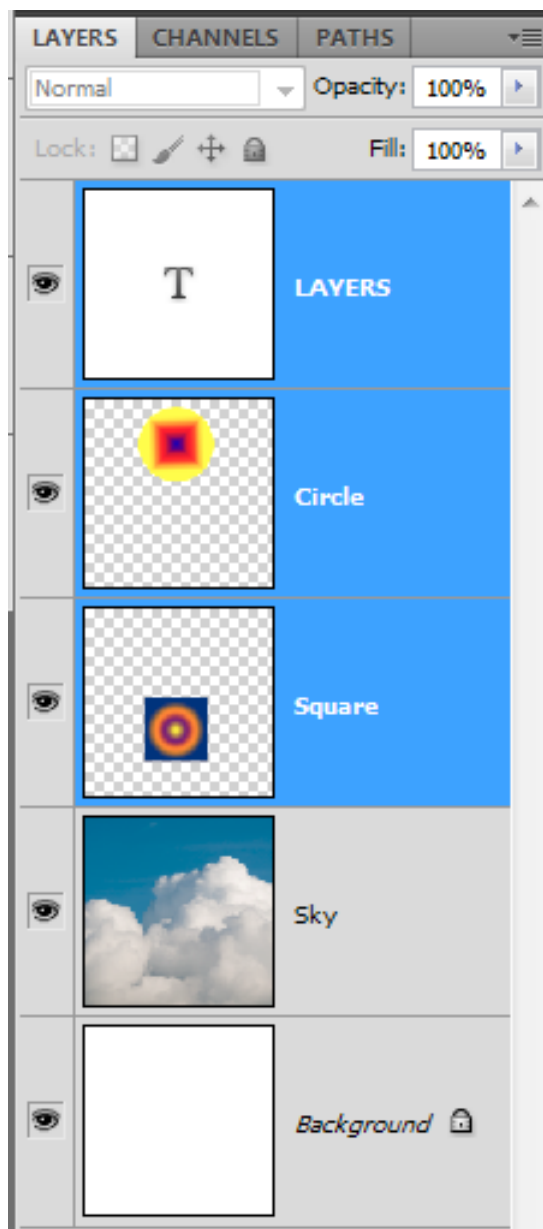 LAYERS CHANNELS PATHS
Normal Opacity: 100%
Lock: Fill: 100%
T LAYERS
Circle
Square
Sky
Background